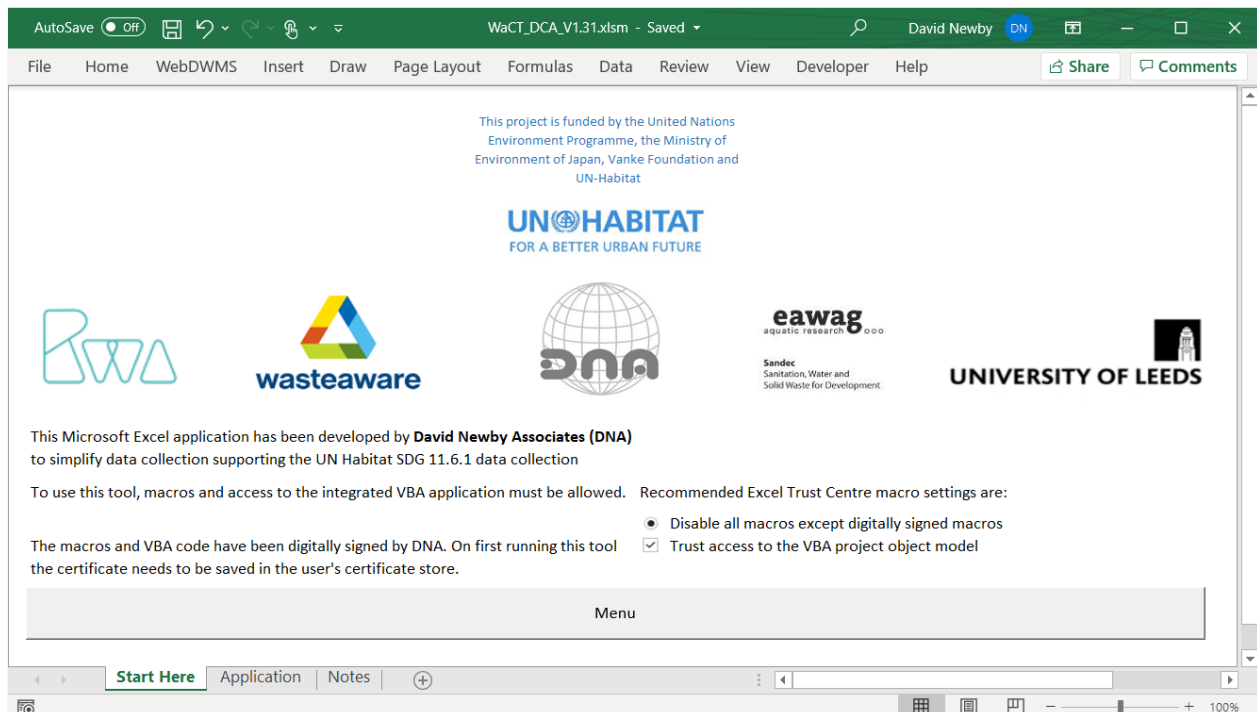 AutoSave Off WaCT_DCA_V1.31.xlsm - Saved David Newby DN
File Home WebDWMS Insert Draw Page Layout Formulas Data Review View Developer Help Share Comments
This project is funded by the United Nations
Environment Programme, the Ministry of
Environment of Japan, Vanke Foundation and
UN-Habitat
UN HABITAT
FOR A BETTER URBAN FUTURE
RWA
wasteaware
DNA
eawag
aquatic research
Sandec
Sanitation, Water and
Solid Waste for Development
UNIVERSITY OF LEEDS
This Microsoft Excel application has been developed by David Newby Associates (DNA)
to simplify data collection supporting the UN Habitat SDG 11.6.1 data collection
To use this tool, macros and access to the integrated VBA application must be allowed. Recommended Excel Trust Centre macro settings are:
Disable all macros except digitally signed macros
The macros and VBA code have been digitally signed by DNA. On first running this tool Trust access to the VBA project object model
the certificate needs to be saved in the user's certificate store.
Menu
Start Here Application Notes
100%